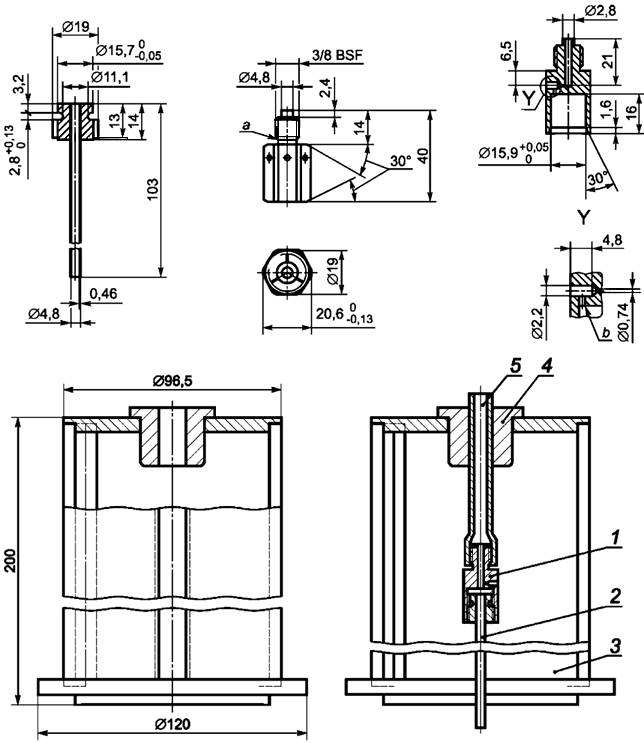 Ø19
Ø15,7 0 -0,05
Ø11,1
3,2
2,8 +0,13 0
13
14
103
0,46
Ø4,8
3/8 BSF
Ø4,8
2,4
a
14
40
30°
Ø19
20,6 0 -0,13
Ø2,8
6,5
21
Y
1,6
16
Ø15,9 +0,05 0
30°
Y
4,8
Ø2,2
b
Ø0,74
Ø96,5
200
Ø120
5
4
1
2
3